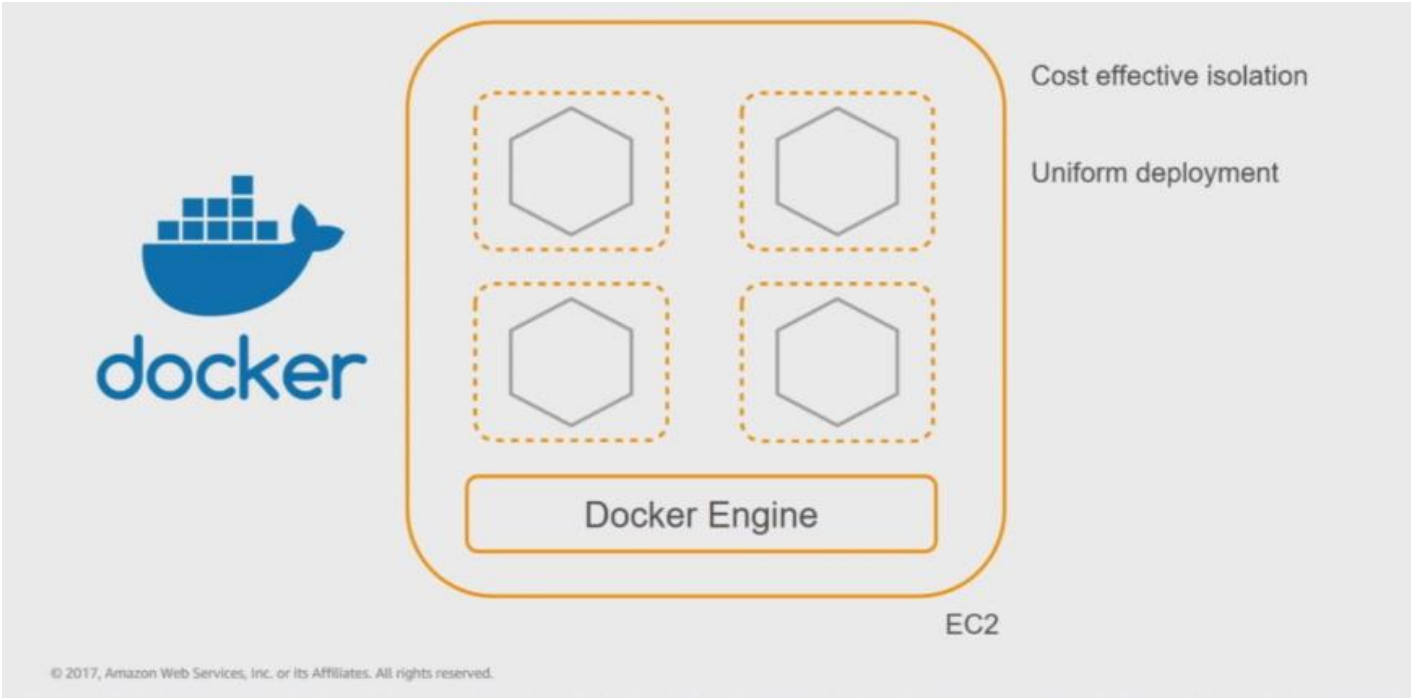 docker
Cost effective isolation
Uniform deployment
Docker Engine
EC2
© 2017, Amazon Web Services, Inc. or its Affiliates. All rights reserved.